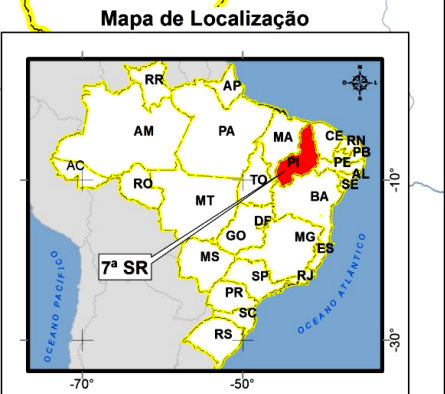 Mapa de Localização
RR
AP
AM
PA
MA
CE
RN
PB
PI
PE
AC
TO
AL
SE
-10°
RO
MT
BA
DF
GO
MG
ES
7ª SR
MS
SP
RJ
PR
SC
RS
OCEANO PACÍFICO
OCEANO ATLÂNTICO
-30°
-70°
-50°